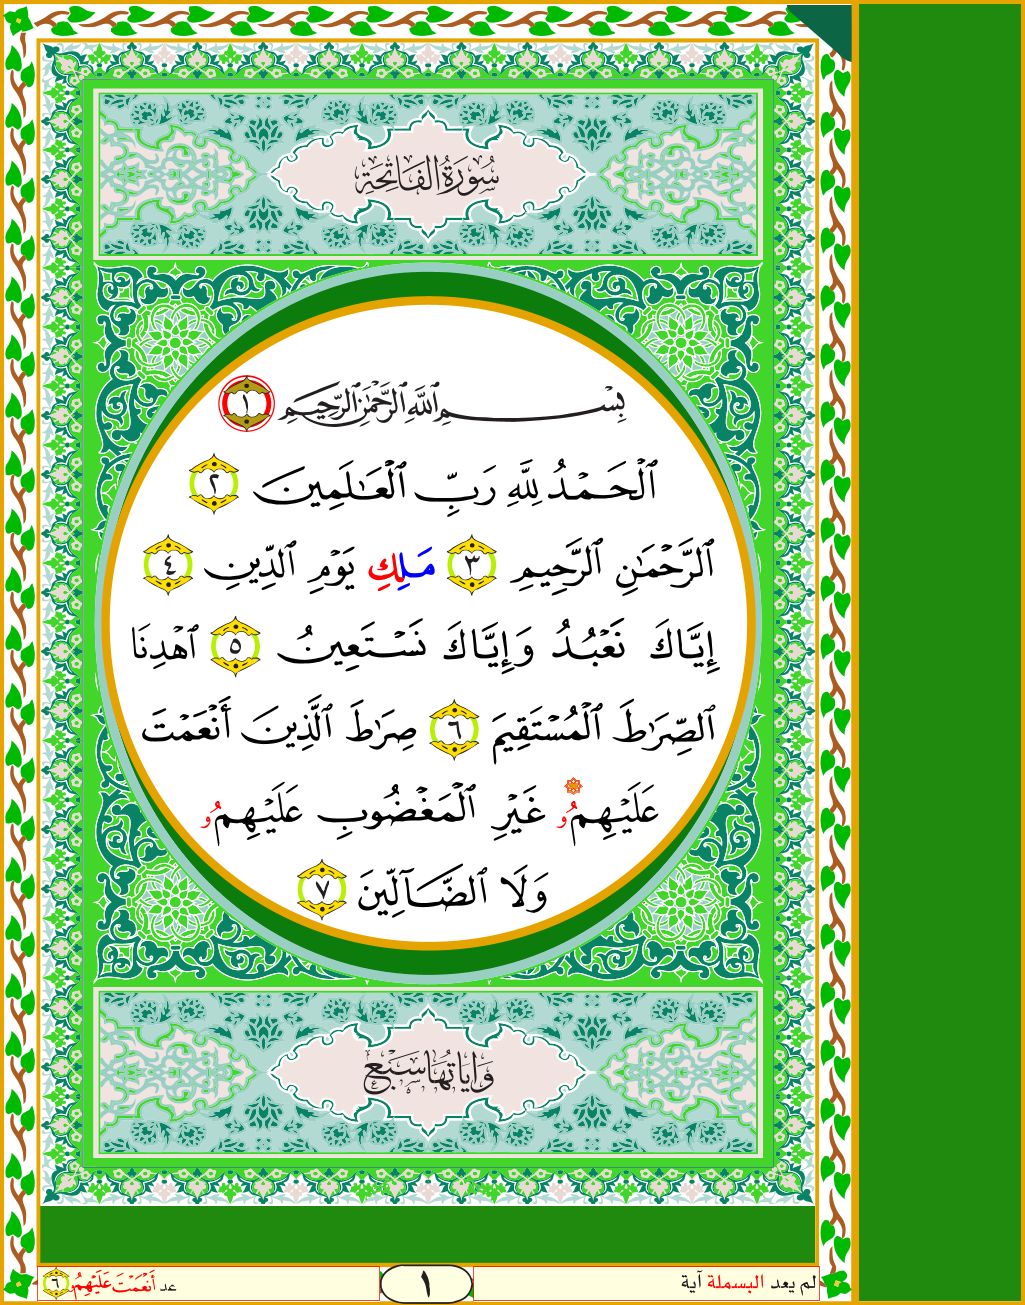 سُورَةُ الفَاتِحَةِ
بِسْمِ ٱللَّهِ ٱلرَّحْمَٰنِ ٱلرَّحِيمِ ١
ٱلْحَمْدُ لِلَّهِ رَبِّ ٱلْعَٰلَمِينَ ٢
ٱلرَّحْمَٰنِ ٱلرَّحِيمِ ٣ مَلِكِ يَوْمِ ٱلدِّينِ ٤
إِيَّاكَ نَعْبُدُ وَإِيَّاكَ نَسْتَعِينُ ٥ ٱهْدِنَا
ٱلصِّرَٰطَ ٱلْمُسْتَقِيمَ ٦ صِرَٰطَ ٱلَّذِينَ أَنْعَمْتَ
عَلَيْهِمُۥ غَيْرِ ٱلْمَغْضُوبِ عَلَيْهِمُۥ
وَلَا ٱلضَّآلِّينَ ٧
وَاٰيَاتُهَا سَبْعٌ
لم يعد البسملة آية
١
عد أَنْعَمْتَ عَلَيْهِمُۥ ٦